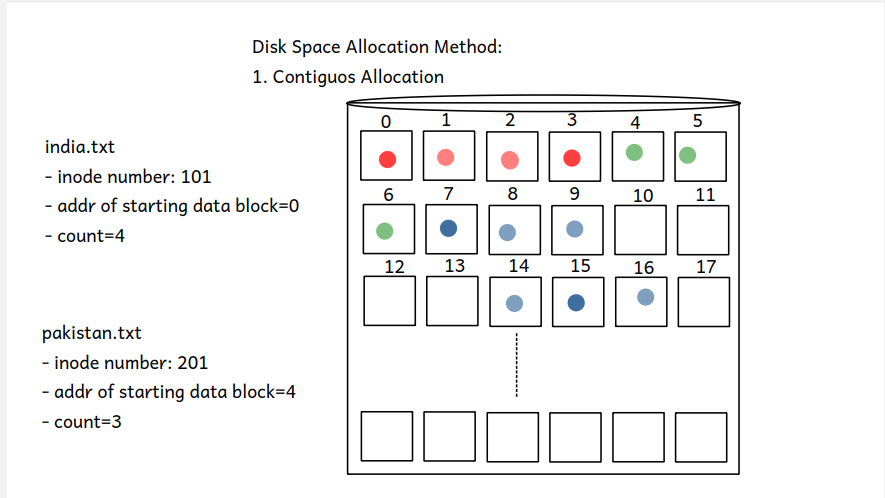 Disk Space Allocation Method:
1. Contiguos Allocation
india.txt
- inode number: 101
- addr of starting data block=0
- count=4
pakistan.txt
- inode number: 201
- addr of starting data block=4
- count=3
0 1 2 3 4 5
6 7 8 9 10 11
12 13 14 15 16 17